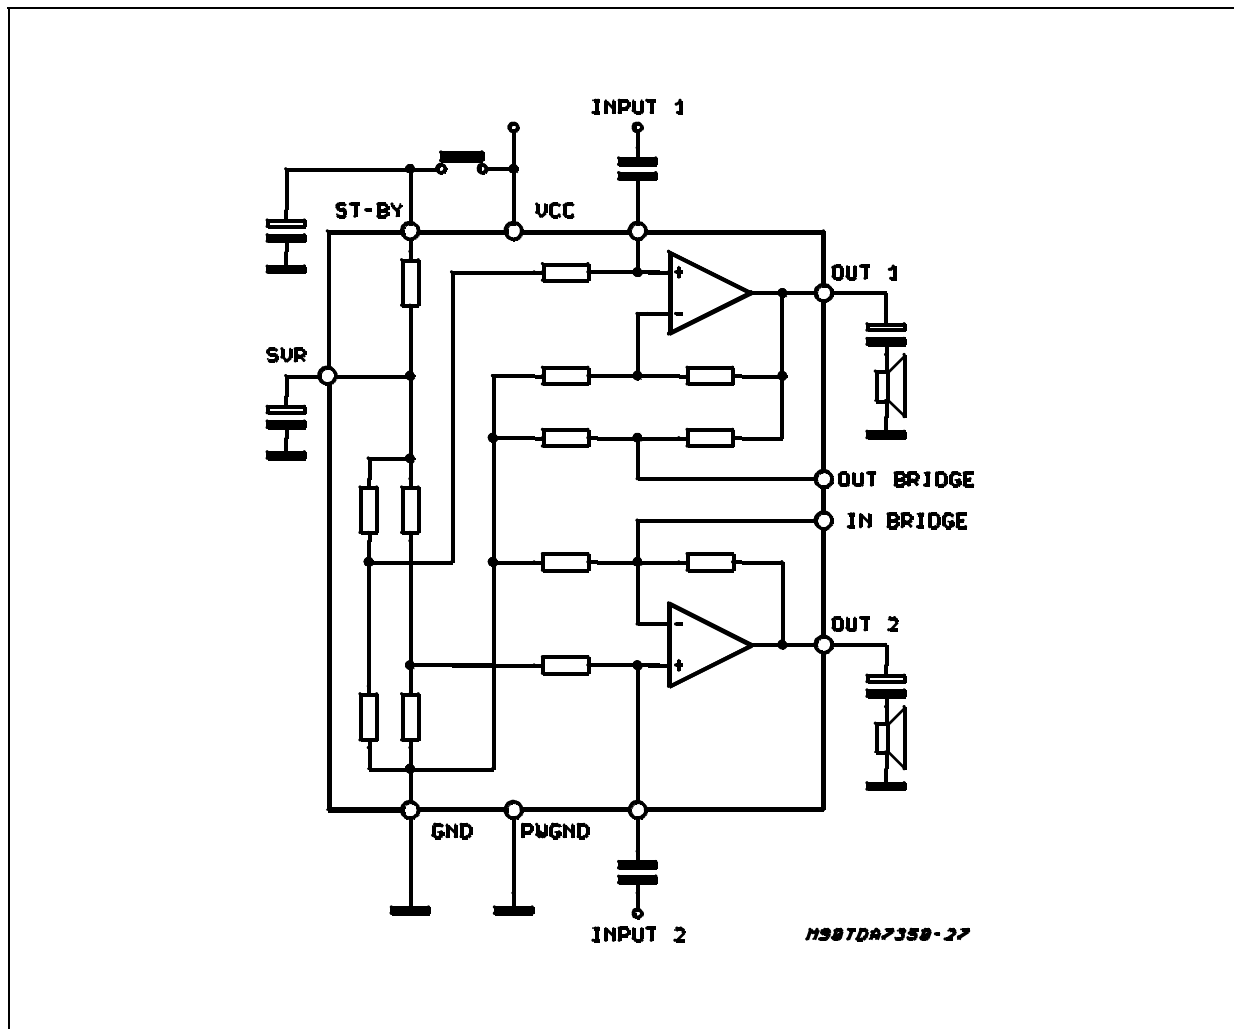 INPUT 1
ST-BY
VCC
OUT 1
SVR
OUT BRIDGE
IN BRIDGE
OUT 2
GND
PWGND
INPUT 2
M90TDA7350-27
+
-
-
+